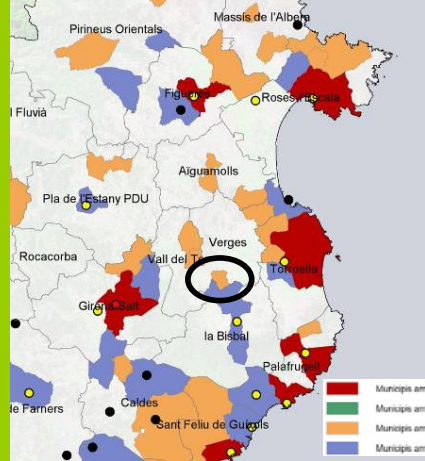 Massís de l'Albera
Pirineus Orientals
Figueres
Roses l'Escala
l Fluvià
Aïguamolls
Pla de l'Estany PDU
Verges
Rocacorba
Vall del Te
Torroella
Girona Salt
la Bisbal
Palafrugell
de Farners
Caldes
Sant Feliu de Guíxols
Municipis am
Municipis am
Municipis am
Municipis am